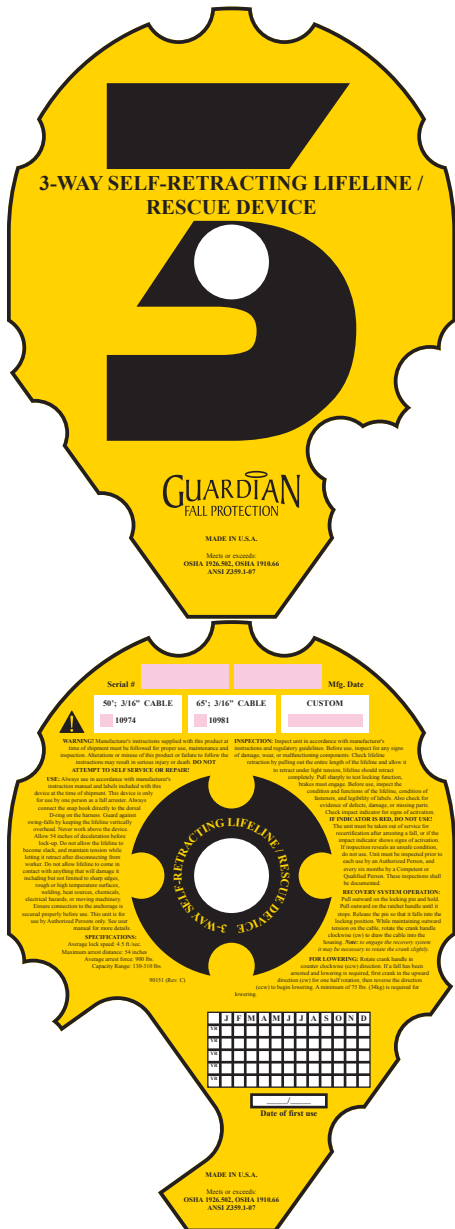 3-WAY SELF-RETRACTING LIFELINE /
RESCUE DEVICE
GUARDIAN
FALL PROTECTION
MADE IN U.S.A.
Meets or exceeds:
OSHA 1926.502, OSHA 1910.66
ANSI Z359.1-07
Serial #
Mfg. Date
50'; 3/16" CABLE
10974
65'; 3/16" CABLE
10981
CUSTOM
WARNING! Manufacturer's instructions supplied with this product at
time of shipment must be followed for proper use, maintenance and
inspection. Alterations or misuse of this product or failure to follow the
instructions may result in serious injury or death. DO NOT
ATTEMPT TO SELF SERVICE OR REPAIR!
USE: Always use in accordance with manufacturer's
instruction manual and labels included with this
device at the time of shipment. This device is only
for use by one person as a fall arrester. Always
connect the snap hook directly to the dorsal
D-ring on the harness. Guard against
swing-falls by keeping the lifeline vertically
overhead. Never work above the device.
Allow 54 inches of deceleration before
lock-up. Do not allow the lifeline to
become slack, and maintain tension while
letting it retract after disconnecting from
worker. Do not allow lifeline to come in
contact with anything that will damage it
including but not limited to sharp edges,
rough or high temperature surfaces,
welding, heat sources, chemicals,
electrical hazards, or moving machinery.
Ensure connection to the anchorage is
secured properly before use. This unit is for
use by Authorized Persons only. See user
manual for more details.
SPECIFICATIONS:
Average lock speed: 4.5 ft./sec.
Maximum arrest distance: 54 inches
Average arrest force: 900 lbs.
Capacity Range: 130-310 lbs.
90151 (Rev. C)
INSPECTION: Inspect unit in accordance with manufacturer's
instructions and regulatory guidelines. Before use, inspect for any signs
of damage, wear, or malfunctioning components. Check lifeline
retraction by pulling out the entire length of the lifeline and allow it
to retract under light tension, lifeline should retract
completely. Pull sharply to test locking function,
brakes must engage. Before use, inspect the
condition and functions of the lifeline, condition of
fasteners, and legibility of labels. Also check for
evidence of defects, damage, or missing parts.
Check impact indicator for signs of activation.
IF INDICATOR IS RED, DO NOT USE!
The unit must be taken out of service for
recertification after arresting a fall, or if the
impact indicator shows signs of activation.
If inspection reveals an unsafe condition,
do not use. Unit must be inspected prior to
each use by an Authorized Person, and
every six months by a Competent or
Qualified Person. These inspections shall
be documented.
RECOVERY SYSTEM OPERATION:
Pull outward on the locking pin and hold.
Pull outward on the ratchet handle until it
stops. Release the pin so that it falls into the
locking position. While maintaining outward
tension on the cable, rotate the crank handle
clockwise (cw) to draw the cable into the
housing. Note: to engage the recovery system
it may be necessary to rotate the crank slightly.
FOR LOWERING: Rotate crank handle in
counter clockwise (ccw) direction. If a fall has been
arrested and lowering is required, first crank in the upward
direction (cw) for one half rotation, then reverse the direction
(ccw) to begin lowering. A minimum of 75 lbs. (34kg) is required for
lowering.
3-WAY SELF-RETRACTING LIFELINE / RESCUE DEVICE
J F M A M J J A S O N D
YR
YR
YR
YR
YR
_____/_____
Date of first use
MADE IN U.S.A.
Meets or exceeds:
OSHA 1926.502, OSHA 1910.66
ANSI Z359.1-07